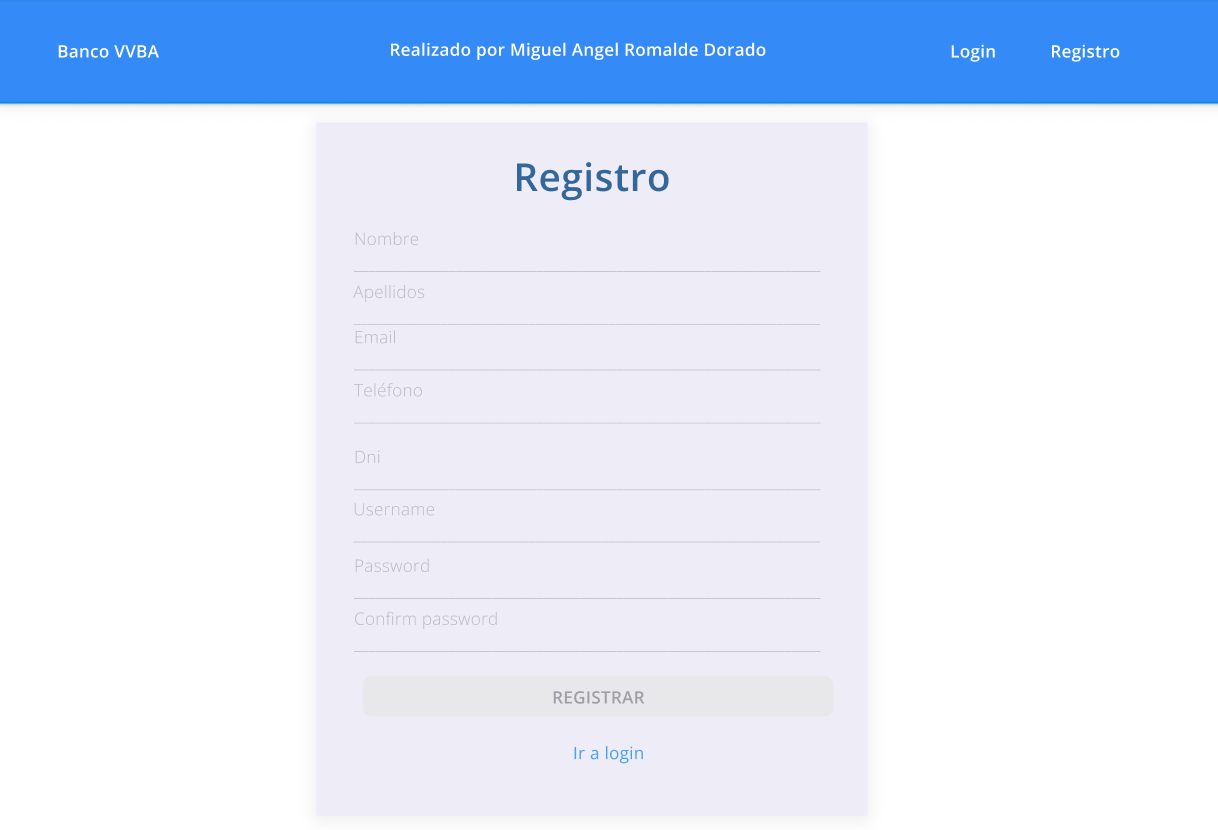 Banco VVBA
Realizado por Miguel Angel Romalde Dorado
Login
Registro
Registro
Nombre
Apellidos
Email
Teléfono
Dni
Username
Password
Confirm password
REGISTRAR
Ir a login